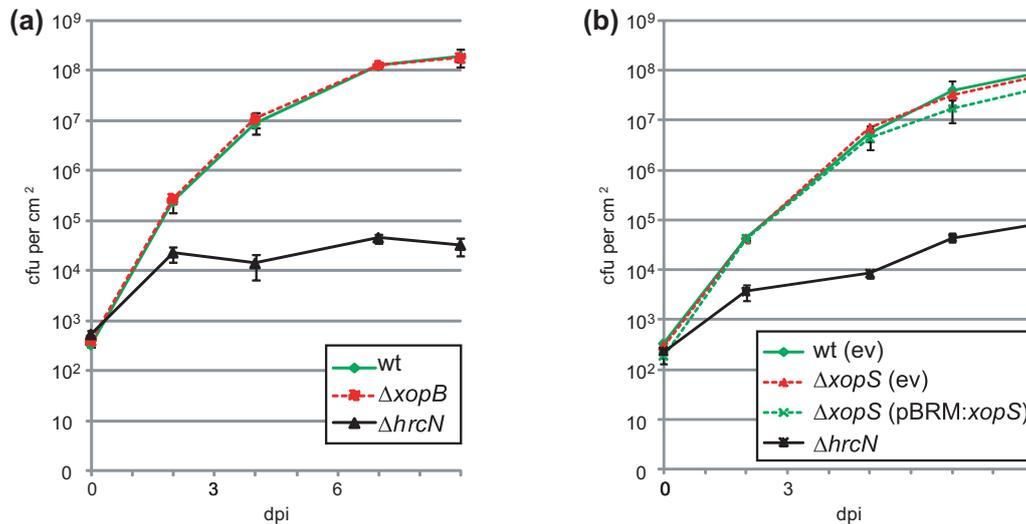 (a)
10⁹
10⁸
10⁷
10⁶
10⁵
10⁴
10³
10²
10
0
cfu per cm ²
0 3 6
dpi
wt
ΔxopB
ΔhrcN
(b)
10⁹
10⁸
10⁷
10⁶
10⁵
10⁴
10³
10²
10
0
cfu per cm ²
0 3
dpi
wt (ev)
ΔxopS (ev)
ΔxopS (pBRM:xopS)
ΔhrcN